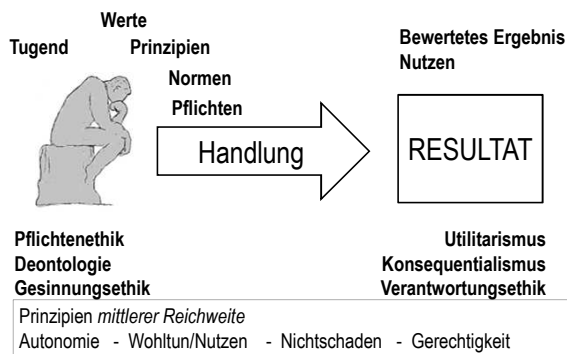 Werte
Tugend Prinzipien
Normen
Pflichten
Handlung
Bewertetes Ergebnis
Nutzen
RESULTAT
Pflichtenethik
Deontologie
Gesinnungsethik
Utilitarismus
Konsequentialismus
Verantwortungsethik
Prinzipien mittlerer Reichweite
Autonomie - Wohltun/Nutzen - Nichtschaden - Gerechtigkeit